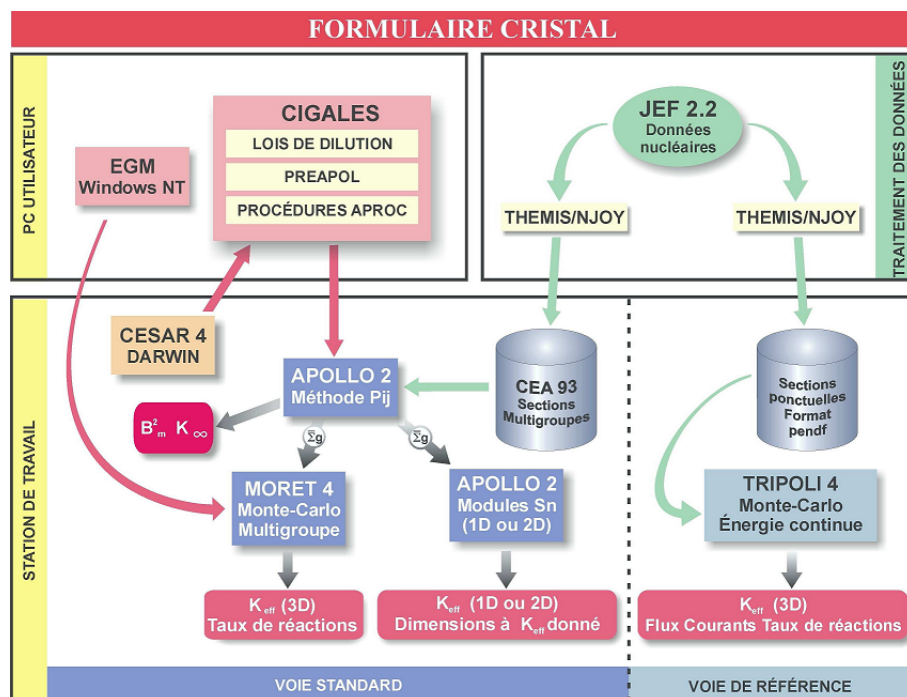 FORMULAIRE CRISTAL
PC UTILISATEUR
CIGALES
LOIS DE DILUTION
PREAPOL
PROCÉDURES APROC
EGM
Windows NT
JEF 2.2
Données
nucléaires
THEMIS/NJOY
THEMIS/NJOY
TRAITEMENT DES DONNÉES
STATION DE TRAVAIL
CESAR 4
DARWIN
APOLLO 2
Méthode Pij
CEA 93
Sections
Multigroupes
Sections
ponctuelles
Format
pendf
B²m K∞
Σ̅g
Σ̅g
MORET 4
Monte-Carlo
Multigroupe
APOLLO 2
Modules Sn
(1D ou 2D)
TRIPOLI 4
Monte-Carlo
Énergie continue
Keff (3D)
Taux de réactions
Keff (1D ou 2D)
Dimensions à Keff donné
Keff (3D)
Flux Courants Taux de réactions
VOIE STANDARD
VOIE DE RÉFÉRENCE